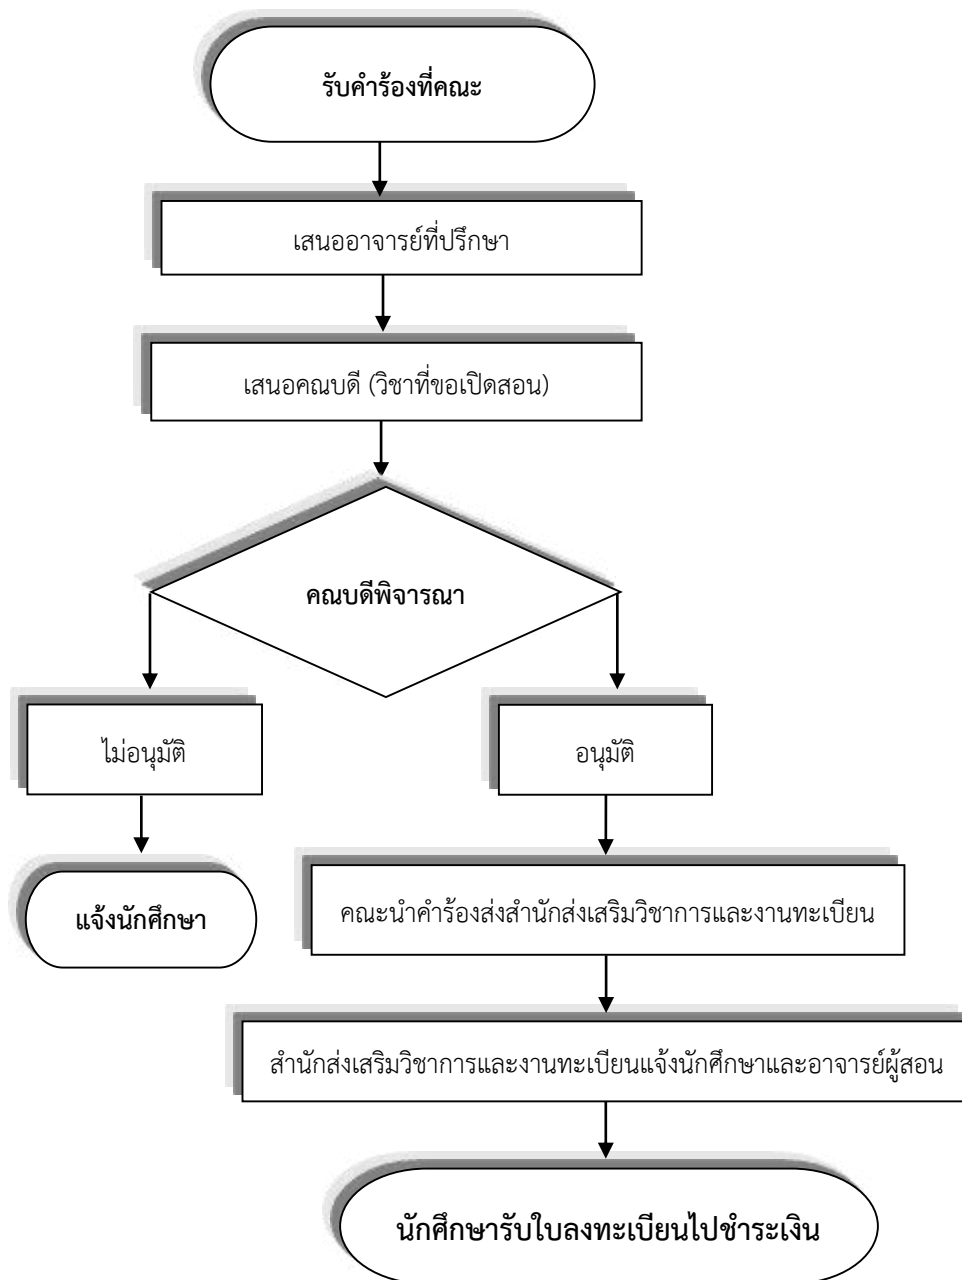 รับคำร้องที่คณะ
เสนออาจารย์ที่ปรึกษา
เสนอคณบดี (วิชาที่ขอเปิดสอน)
คณบดีพิจารณา
ไม่อนุมัติ
อนุมัติ
แจ้งนักศึกษา
คณะนำคำร้องส่งสำนักส่งเสริมวิชาการและงานทะเบียน
สำนักส่งเสริมวิชาการและงานทะเบียนแจ้งนักศึกษาและอาจารย์ผู้สอน
นักศึกษารับใบลงทะเบียนไปชำระเงิน